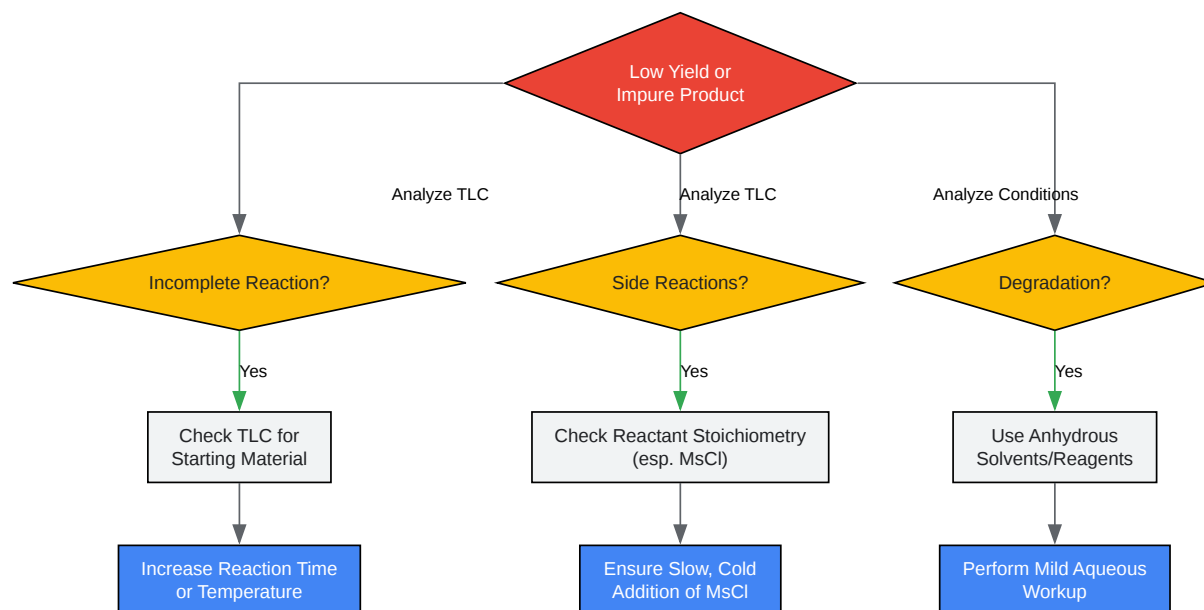 Low Yield or
Impure Product
Analyze TLC
Analyze TLC
Analyze Conditions
Incomplete Reaction?
Side Reactions?
Degradation?
Yes
Yes
Yes
Check TLC for
Starting Material
Check Reactant Stoichiometry
(esp. MsCl)
Use Anhydrous
Solvents/Reagents
Increase Reaction Time
or Temperature
Ensure Slow, Cold
Addition of MsCl
Perform Mild Aqueous
Workup